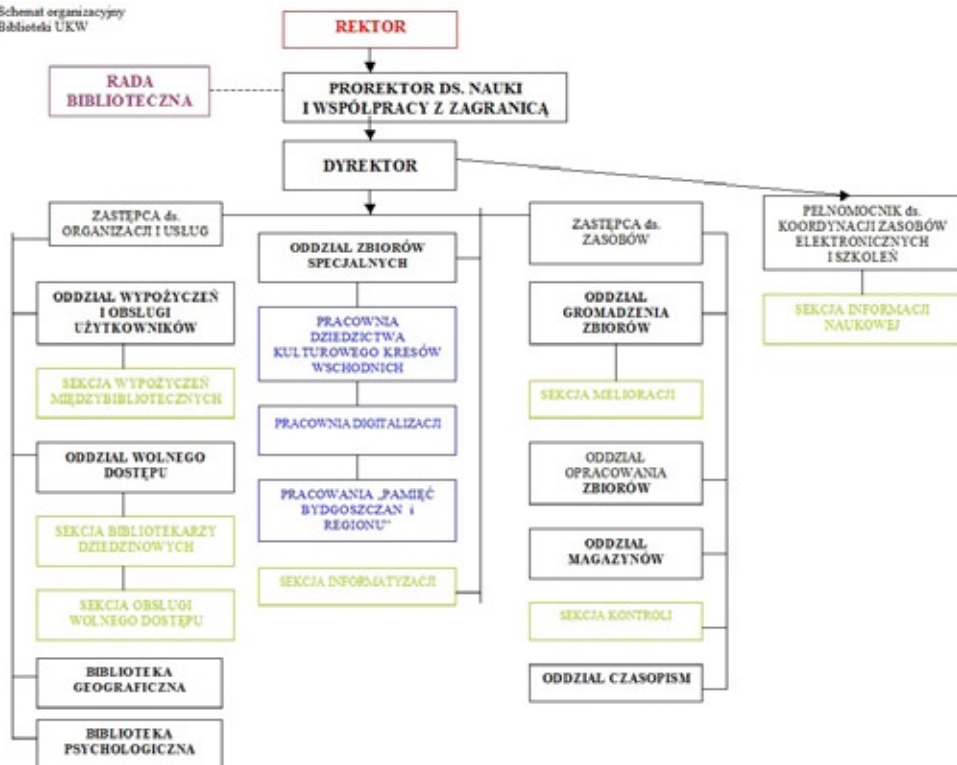 Schemat organizacyjny
Biblioteki UKW
REKTOR
RADA
BIBLIOTECZNA
PROREKTOR DS. NAUKI
I WSPÓŁPRACY Z ZAGRANICĄ
DYREKTOR
ZASTĘPCA ds.
ORGANIZACJI I USŁUG
ODDZIAŁ WYPOŻYCZEŃ
I OBSŁUGI
UŻYTKOWNIKÓW
SEKCJA WYPOŻYCZEŃ
MIĘDZYBIBLIOTECZNYCH
ODDZIAŁ WOLNEGO
DOSTĘPU
SEKCJA BIBLIOTEKARZY
DZIEDZINOWYCH
SEKCJA OBSŁUGI
WOLNEGO DOSTĘPU
BIBLIOTEKA
GEOGRAFICZNA
BIBLIOTEKA
PSYCHOLOGICZNA
ODDZIAŁ ZBIORÓW
SPECJALNYCH
PRACOWNIA
DZIEDZICTWA
KULTUROWEGO KRESÓW
WSCHODNICH
PRACOWNIA DIGITALIZACJI
PRACOWANIA „PAMIĘĆ
BYDGOSZCZAN i
REGIONU”
SEKCJA INFORMATYZACJI
ZASTĘPCA ds.
ZASOBÓW
ODDZIAŁ
GROMADZENIA
ZBIORÓW
SEKCJA MELIORACJI
ODDZIAŁ
OPRACOWANIA
ZBIORÓW
ODDZIAŁ
MAGAZYNÓW
SEKCJA KONTROLI
ODDZIAŁ CZASOPISM
PEŁNOMOCNIK ds.
KOORDYNACJI ZASOBÓW
ELEKTRONICZNYCH
I SZKOLEŃ
SEKCJA INFORMACJI
NAUKOWEJ